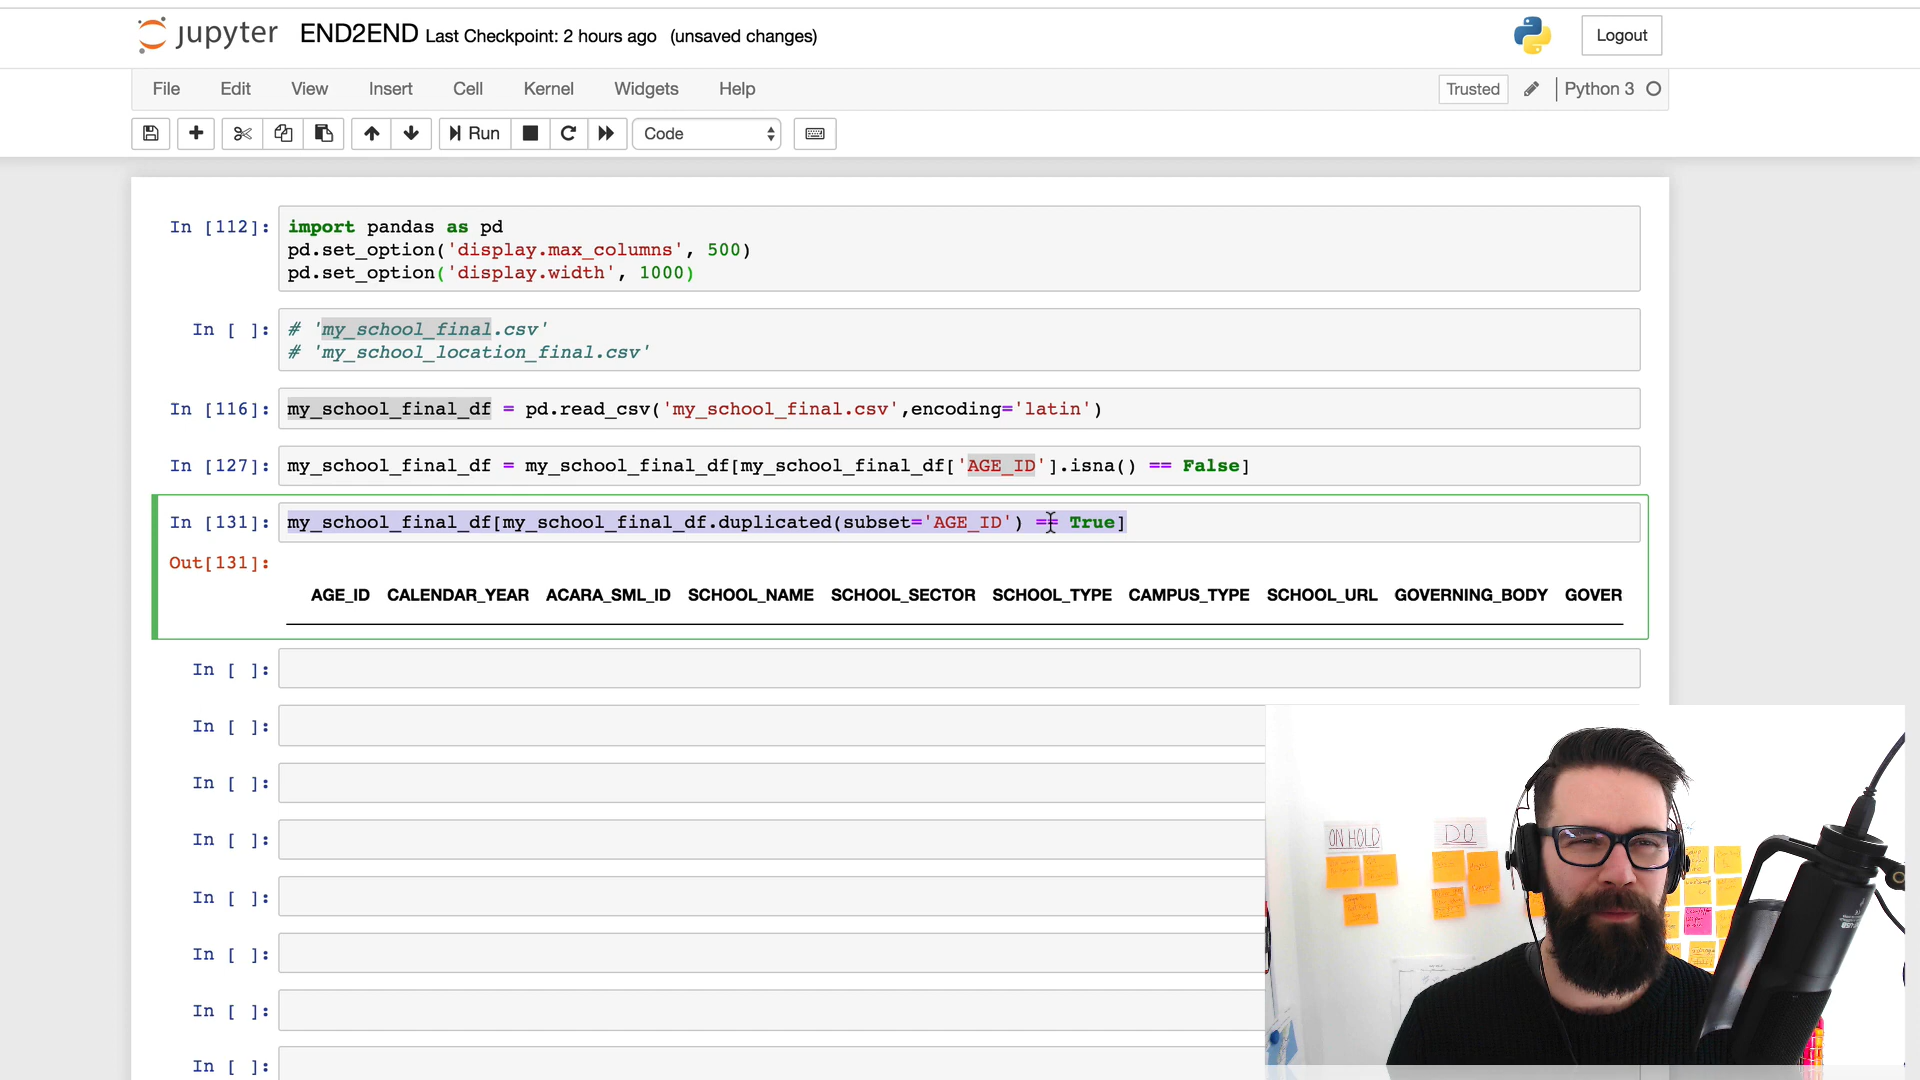 jupyter END2END Last Checkpoint: 2 hours ago (unsaved changes)
Logout
File Edit View Insert Cell Kernel Widgets Help
Trusted Python 3
Run Code
In [112]: import pandas as pd
pd.set_option('display.max_columns', 500)
pd.set_option('display.width', 1000)
In [ ]: # 'my_school_final.csv'
# 'my_school_location_final.csv'
In [116]: my_school_final_df = pd.read_csv('my_school_final.csv',encoding='latin')
In [127]: my_school_final_df = my_school_final_df[my_school_final_df['AGE_ID'].isna() == False]
In [131]: my_school_final_df[my_school_final_df.duplicated(subset='AGE_ID') == True]
Out[131]:
AGE_ID CALENDAR_YEAR ACARA_SML_ID SCHOOL_NAME SCHOOL_SECTOR SCHOOL_TYPE CAMPUS_TYPE SCHOOL_URL GOVERNING_BODY GOVER
In [ ]:
In [ ]:
In [ ]:
In [ ]:
In [ ]:
In [ ]:
In [ ]:
In [ ]:
ON HOLD
DO